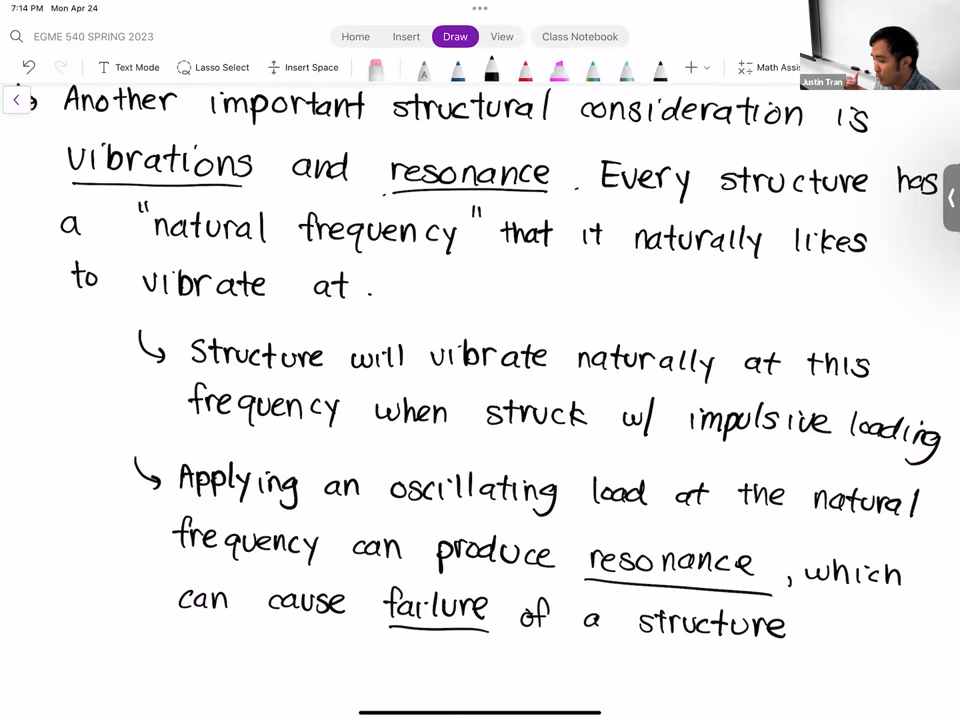 7:14 PM Mon Apr 24
EGME 540 SPRING 2023
Home Insert Draw View Class Notebook
Text Mode Lasso Select Insert Space Math Assis
Justin Tran
Another important structural consideration is
vibrations and resonance. Every structure has
a "natural frequency" that it naturally likes
to vibrate at.
Structure will vibrate naturally at this
frequency when struck w/ impulsive loading
Applying an oscillating load at the natural
frequency can produce resonance, which
can cause failure of a structure